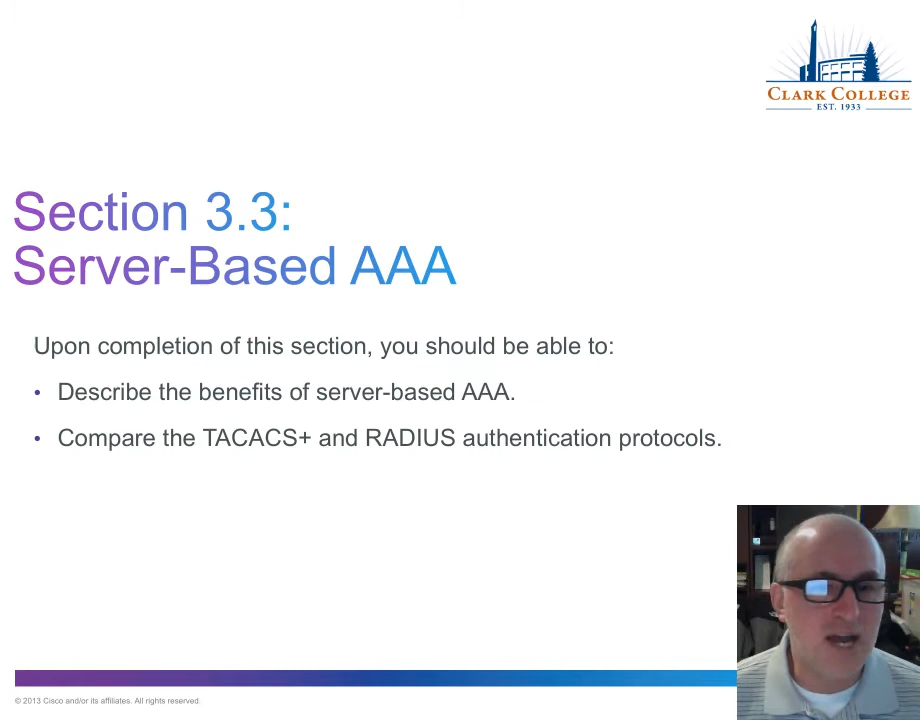 CLARK COLLEGE
EST. 1933
Section 3.3:
Server-Based AAA
Upon completion of this section, you should be able to:
• Describe the benefits of server-based AAA.
• Compare the TACACS+ and RADIUS authentication protocols.
© 2013 Cisco and/or its affiliates. All rights reserved.